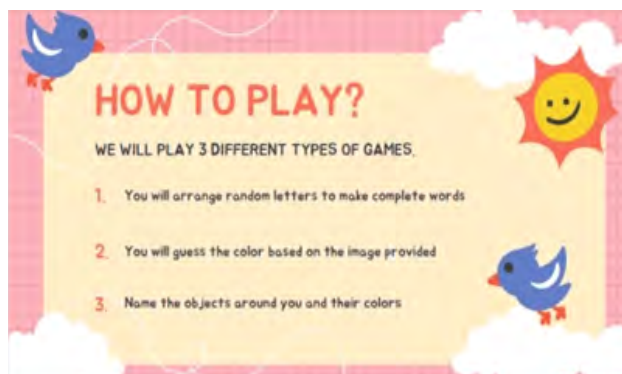 HOW TO PLAY?
WE WILL PLAY 3 DIFFERENT TYPES OF GAMES.
1. You will arrange random letters to make complete words
2. You will guess the color based on the image provided
3. Name the objects around you and their colors